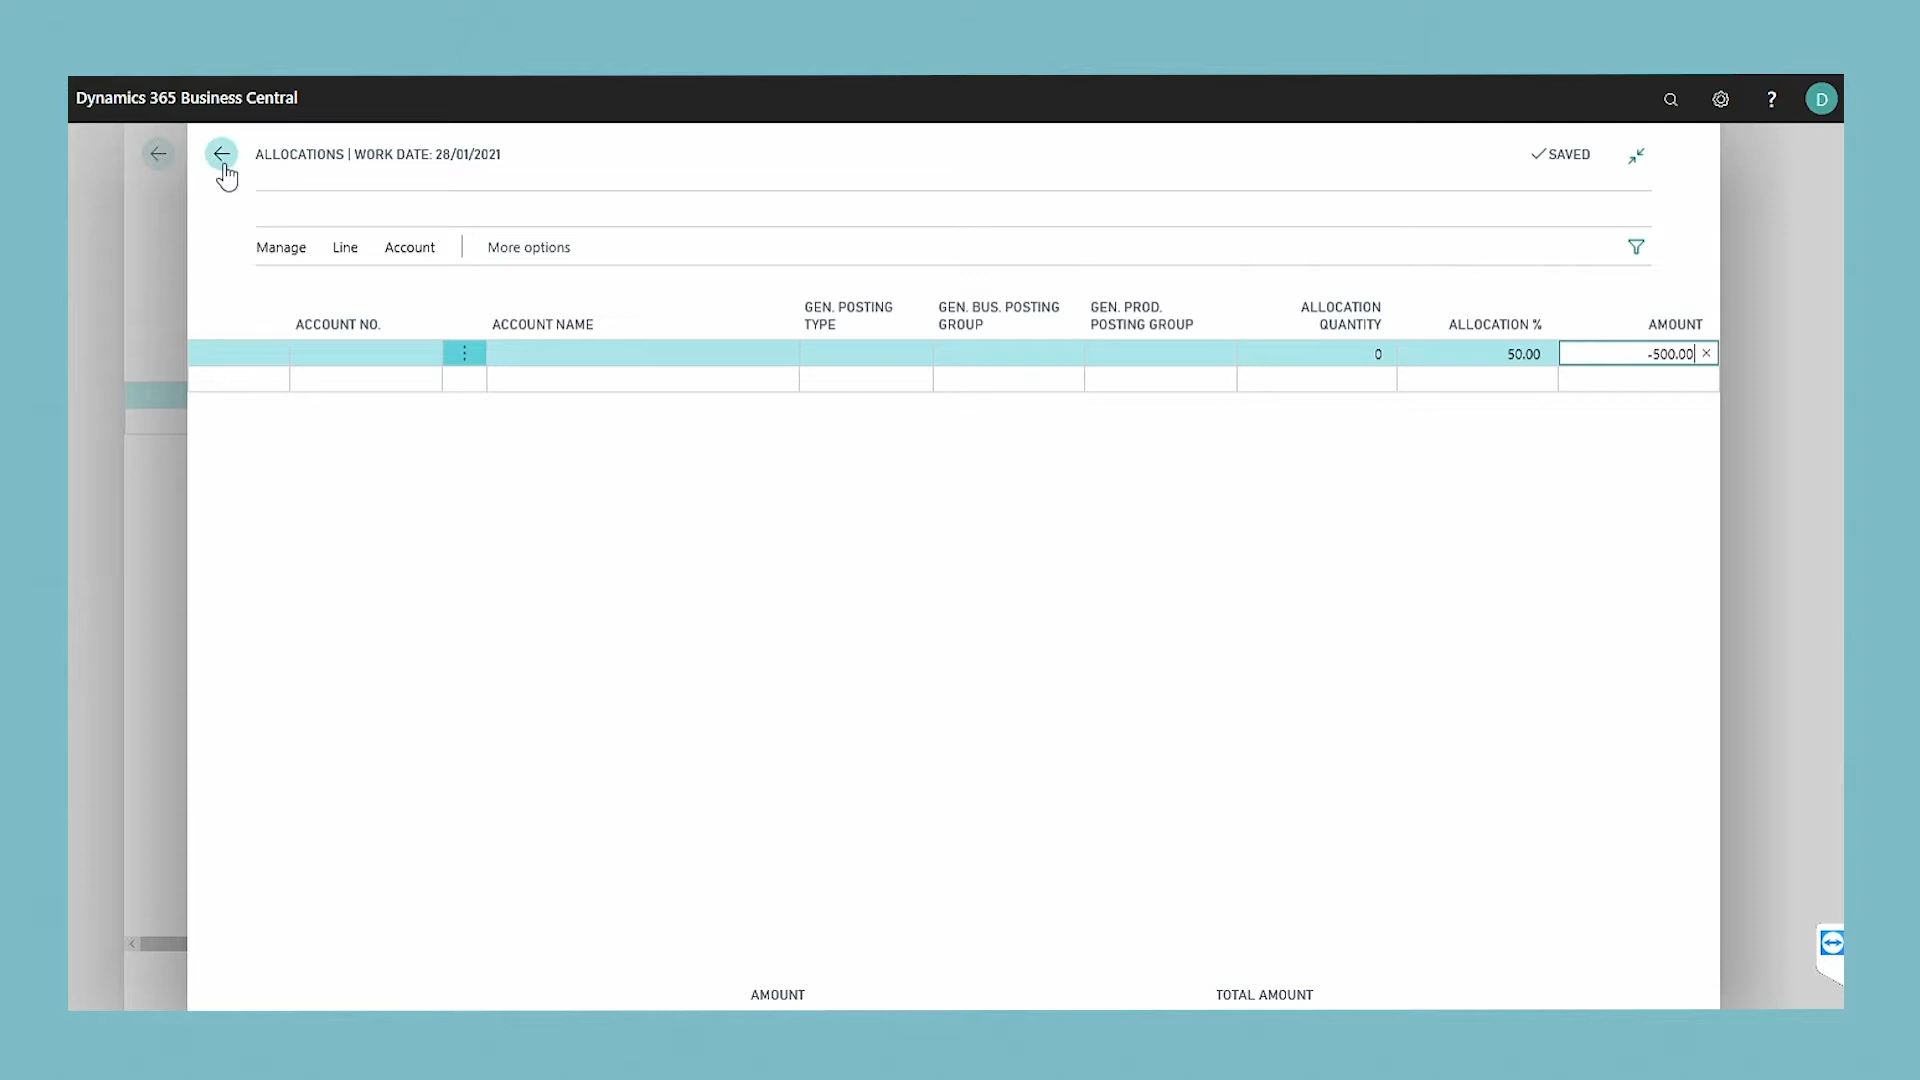 Dynamics 365 Business Central
?
D
ALLOCATIONS | WORK DATE: 28/01/2021
SAVED
Manage
Line
Account
More options
ACCOUNT NO.
ACCOUNT NAME
GEN. POSTING
TYPE
GEN. BUS. POSTING
GROUP
GEN. PROD.
POSTING GROUP
ALLOCATION
QUANTITY
ALLOCATION %
AMOUNT
0
50.00
-500.00
AMOUNT
TOTAL AMOUNT